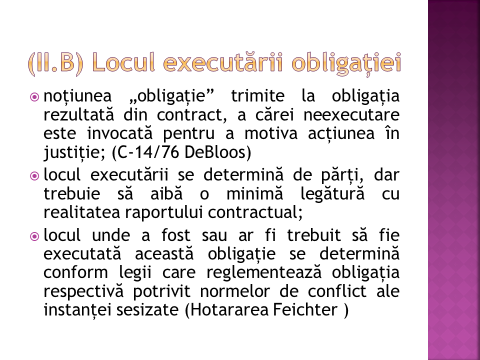 (II.B) Locul executării obligaţiei
noțiunea „obligație” trimite la obligația
rezultată din contract, a cărei neexecutare
este invocată pentru a motiva acțiunea în
justiție; (C-14/76 DeBloos)
locul executării se determină de părți, dar
trebuie să aibă o minimă legătură cu
realitatea raportului contractual;
locul unde a fost sau ar fi trebuit să fie
executată această obligație se determină
conform legii care reglementează obligația
respectivă potrivit normelor de conflict ale
instanței sesizate (Hotararea Feichter )